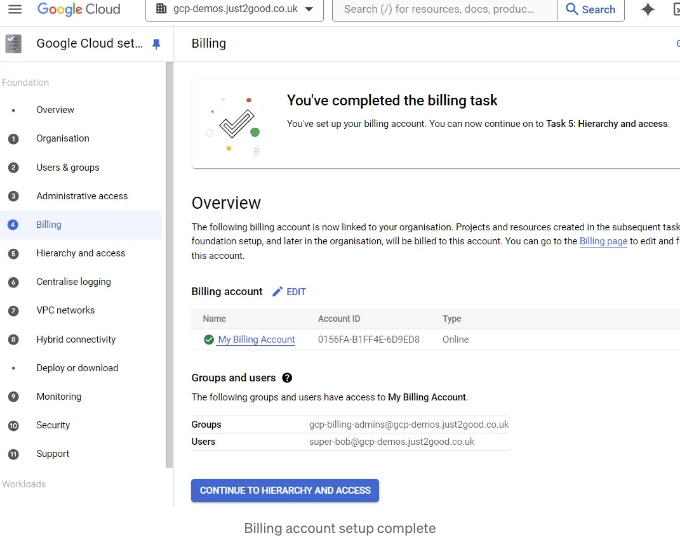 Google Cloud
gcp-demos.just2good.co.uk
Search (/) for resources, docs, produc...
Search
Google Cloud set...
Billing
Foundation
Overview
1 Organisation
2 Users & groups
3 Administrative access
4 Billing
5 Hierarchy and access
6 Centralise logging
7 VPC networks
8 Hybrid connectivity
Deploy or download
9 Monitoring
10 Security
11 Support
Workloads
You've completed the billing task
You've set up your billing account. You can now continue on to Task 5: Hierarchy and access.
Overview
The following billing account is now linked to your organisation. Projects and resources created in the subsequent task
foundation setup, and later in the organisation, will be billed to this account. You can go to the Billing page to edit and f
this account.
Billing account EDIT
Name Account ID Type
My Billing Account 0156FA-B1FF4E-6D9ED8 Online
Groups and users ?
The following groups and users have access to My Billing Account.
Groups gcp-billing-admins@gcp-demos.just2good.co.uk
Users super-bob@gcp-demos.just2good.co.uk
CONTINUE TO HIERARCHY AND ACCESS
Billing account setup complete